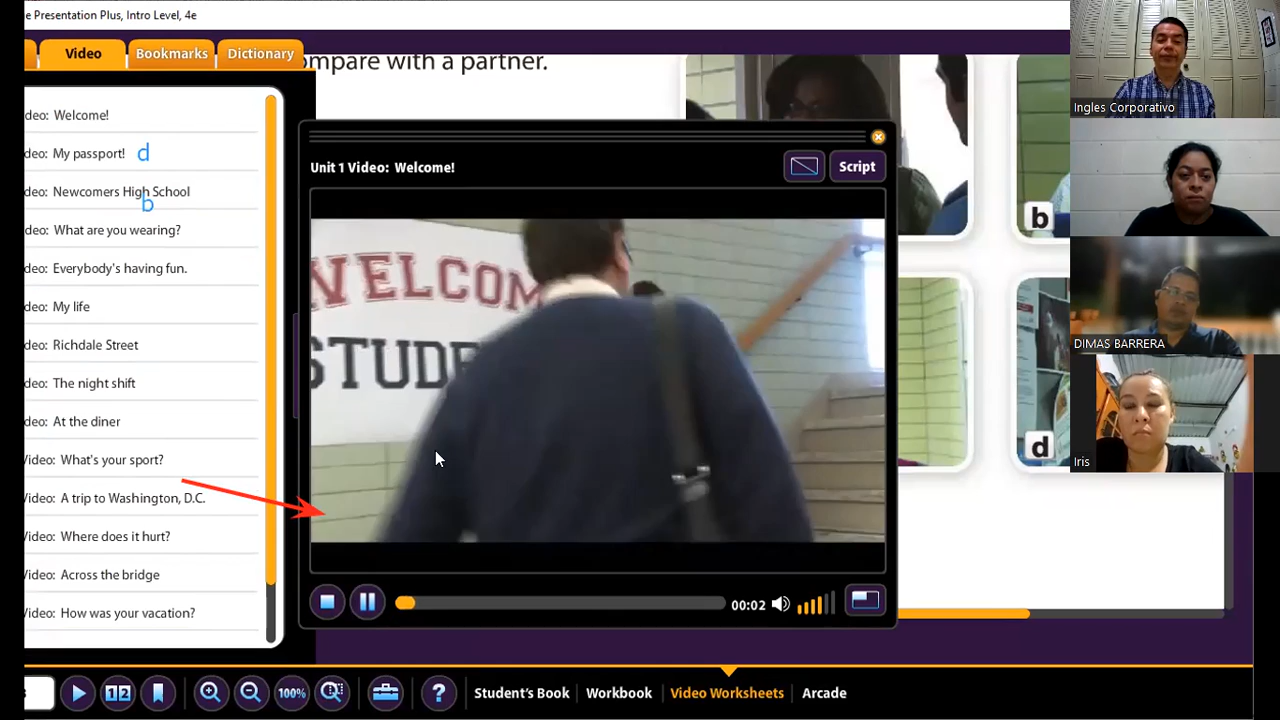 e Presentation Plus, Intro Level, 4e
Video
Bookmarks
Dictionary
ompare with a partner.
deo: Welcome!
deo: My passport! d
deo: Newcomers High School
b
deo: What are you wearing?
deo: Everybody's having fun.
deo: My life
deo: Richdale Street
deo: The night shift
deo: At the diner
Video: What's your sport?
Video: A trip to Washington, D.C.
Video: Where does it hurt?
Video: Across the bridge
Video: How was your vacation?
Unit 1 Video: Welcome!
Script
WELCOM
STUDE
00:02
b
d
Ingles Corporativo
DIMAS BARRERA
Iris
3
1 2
100%
?
Student's Book
Workbook
Video Worksheets
Arcade